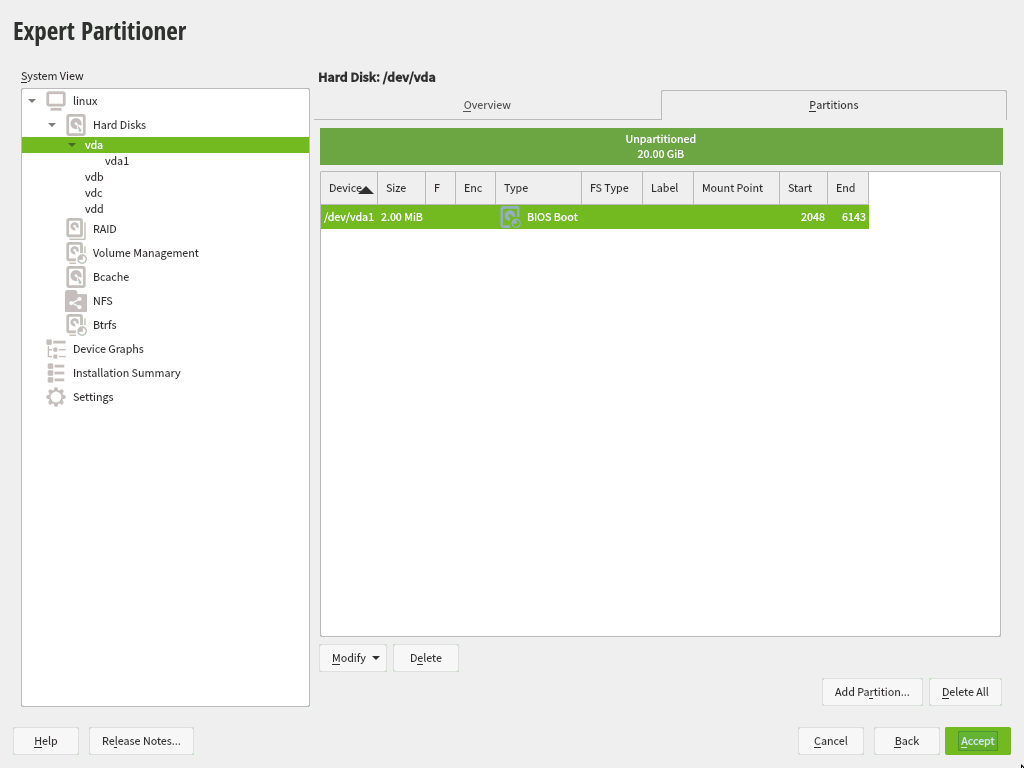 Expert Partitioner
System View
linux
Hard Disks
vda
vda1
vdb
vdc
vdd
RAID
Volume Management
Bcache
NFS
Btrfs
Device Graphs
Installation Summary
Settings
Hard Disk: /dev/vda
Overview Partitions
Unpartitioned
20.00 GiB
Device Size F Enc Type FS Type Label Mount Point Start End
/dev/vda1 2.00 MiB BIOS Boot 2048 6143
Modify Delete
Add Partition... Delete All
Help Release Notes... Cancel Back Accept